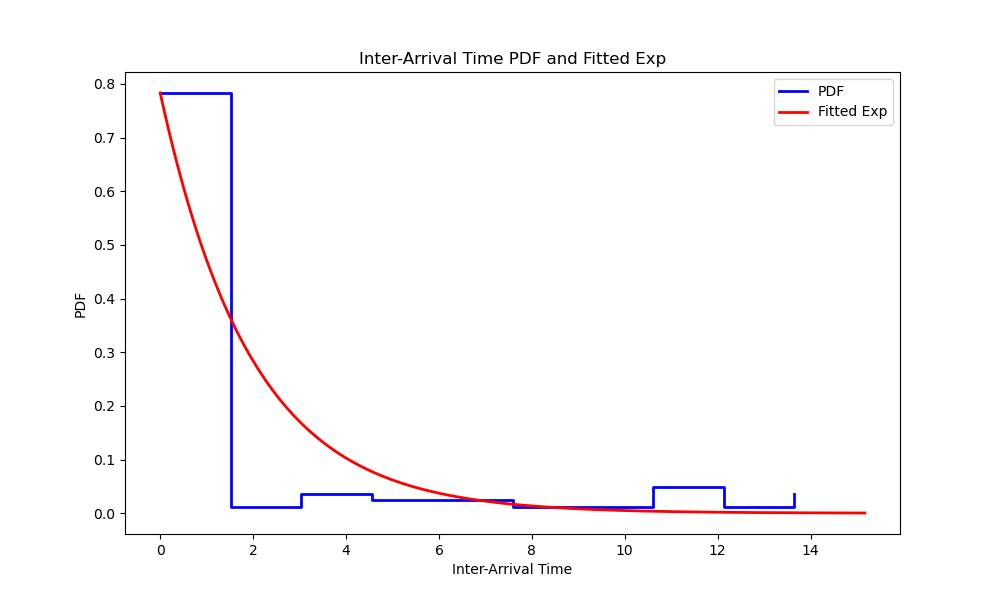 Inter-Arrival Time PDF and Fitted Exp
PDF
Fitted Exp
PDF
0.8
0.7
0.6
0.5
0.4
0.3
0.2
0.1
0.0
0 2 4 6 8 10 12 14
Inter-Arrival Time